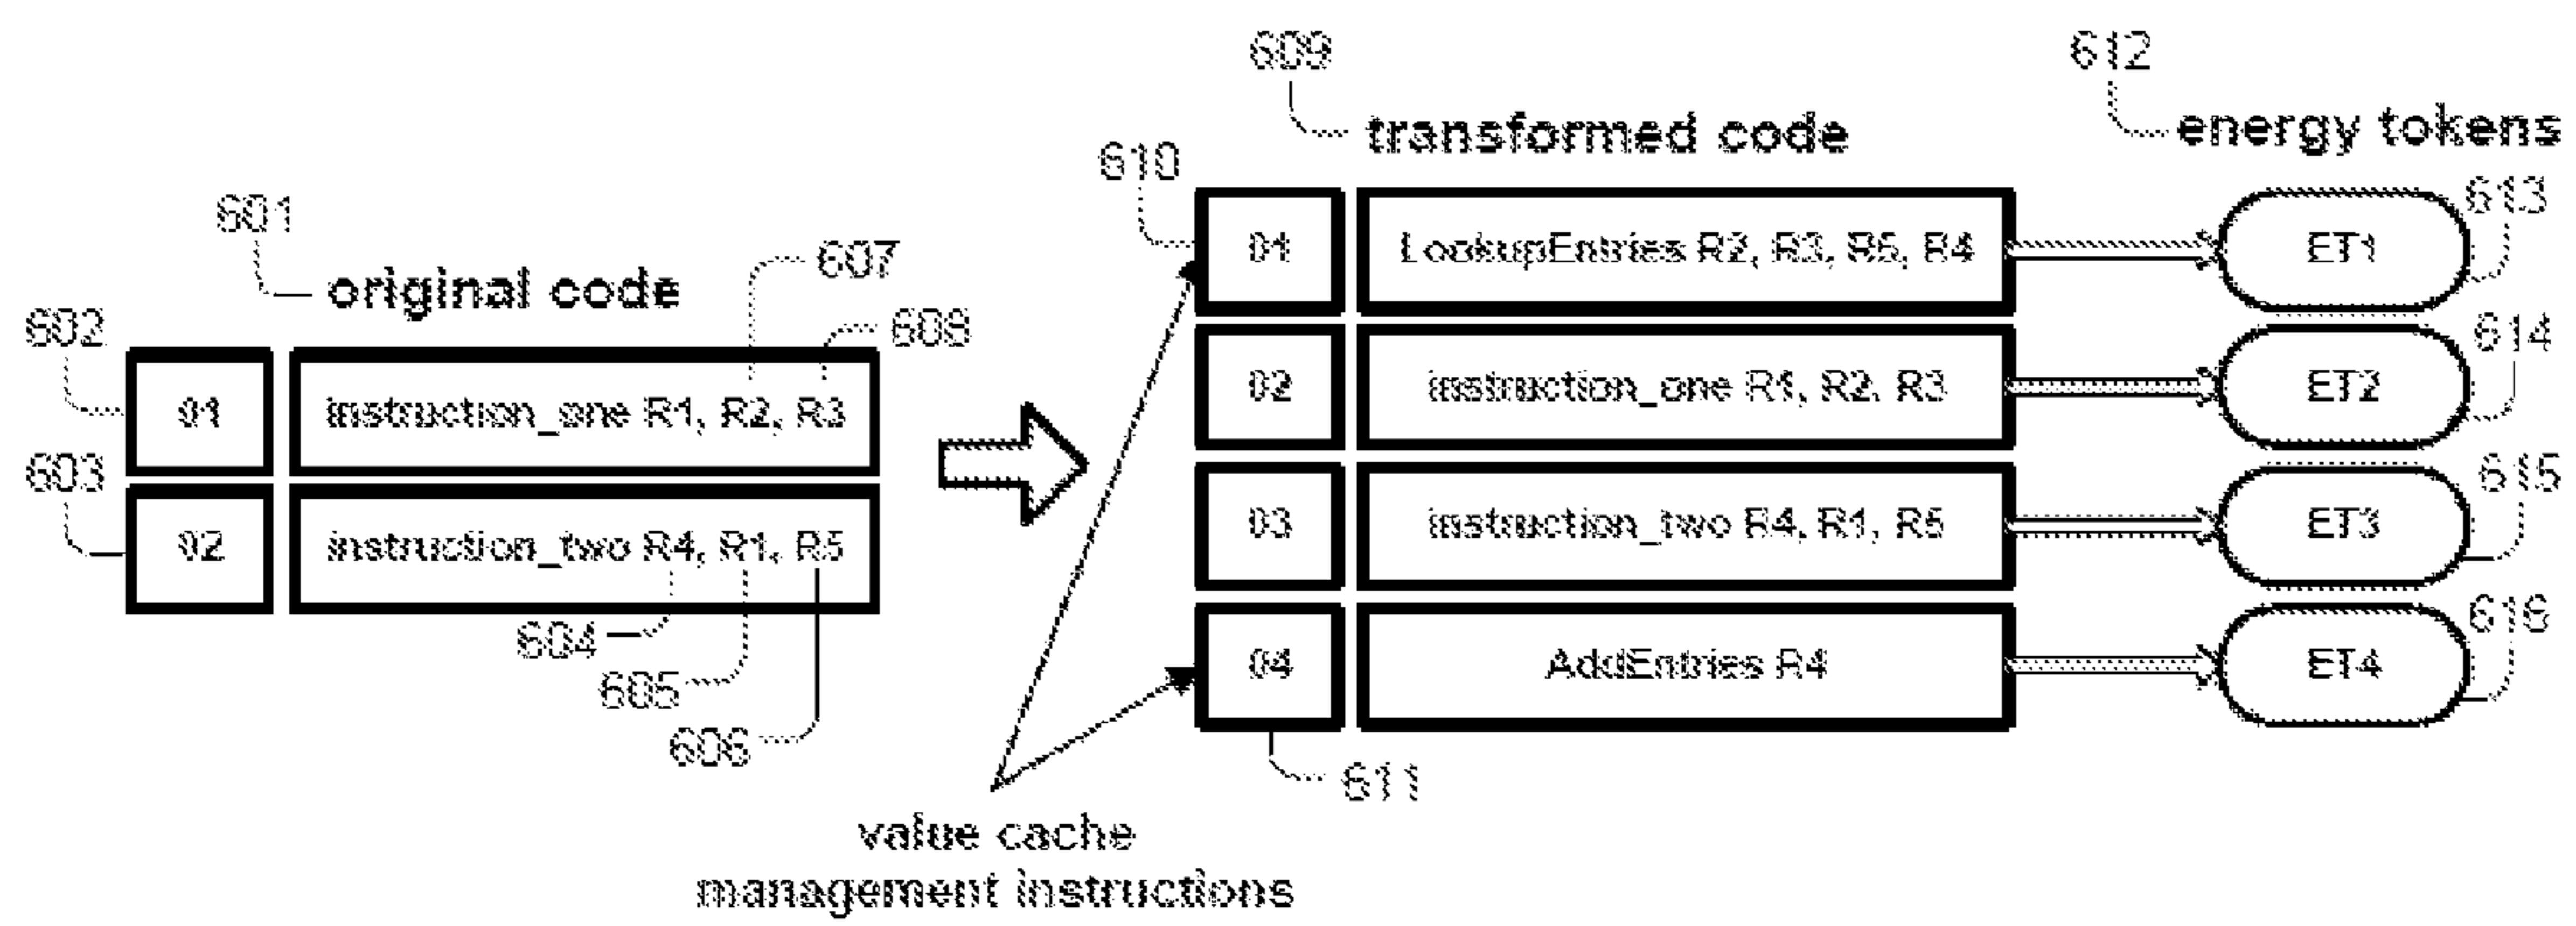 609
612
transformed code
energy tokens
610
601
original code
607
608
602
01
instruction_one R1, R2, R3
603
02
instruction_two R4, R1, R5
604
605
606
01
LookupEntries R2, R3, R5, R4
ET1
613
02
instruction_one R1, R2, R3
ET2
614
03
instruction_two R4, R1, R5
ET3
615
04
AddEntries R4
ET4
616
611
value cache
management instructions